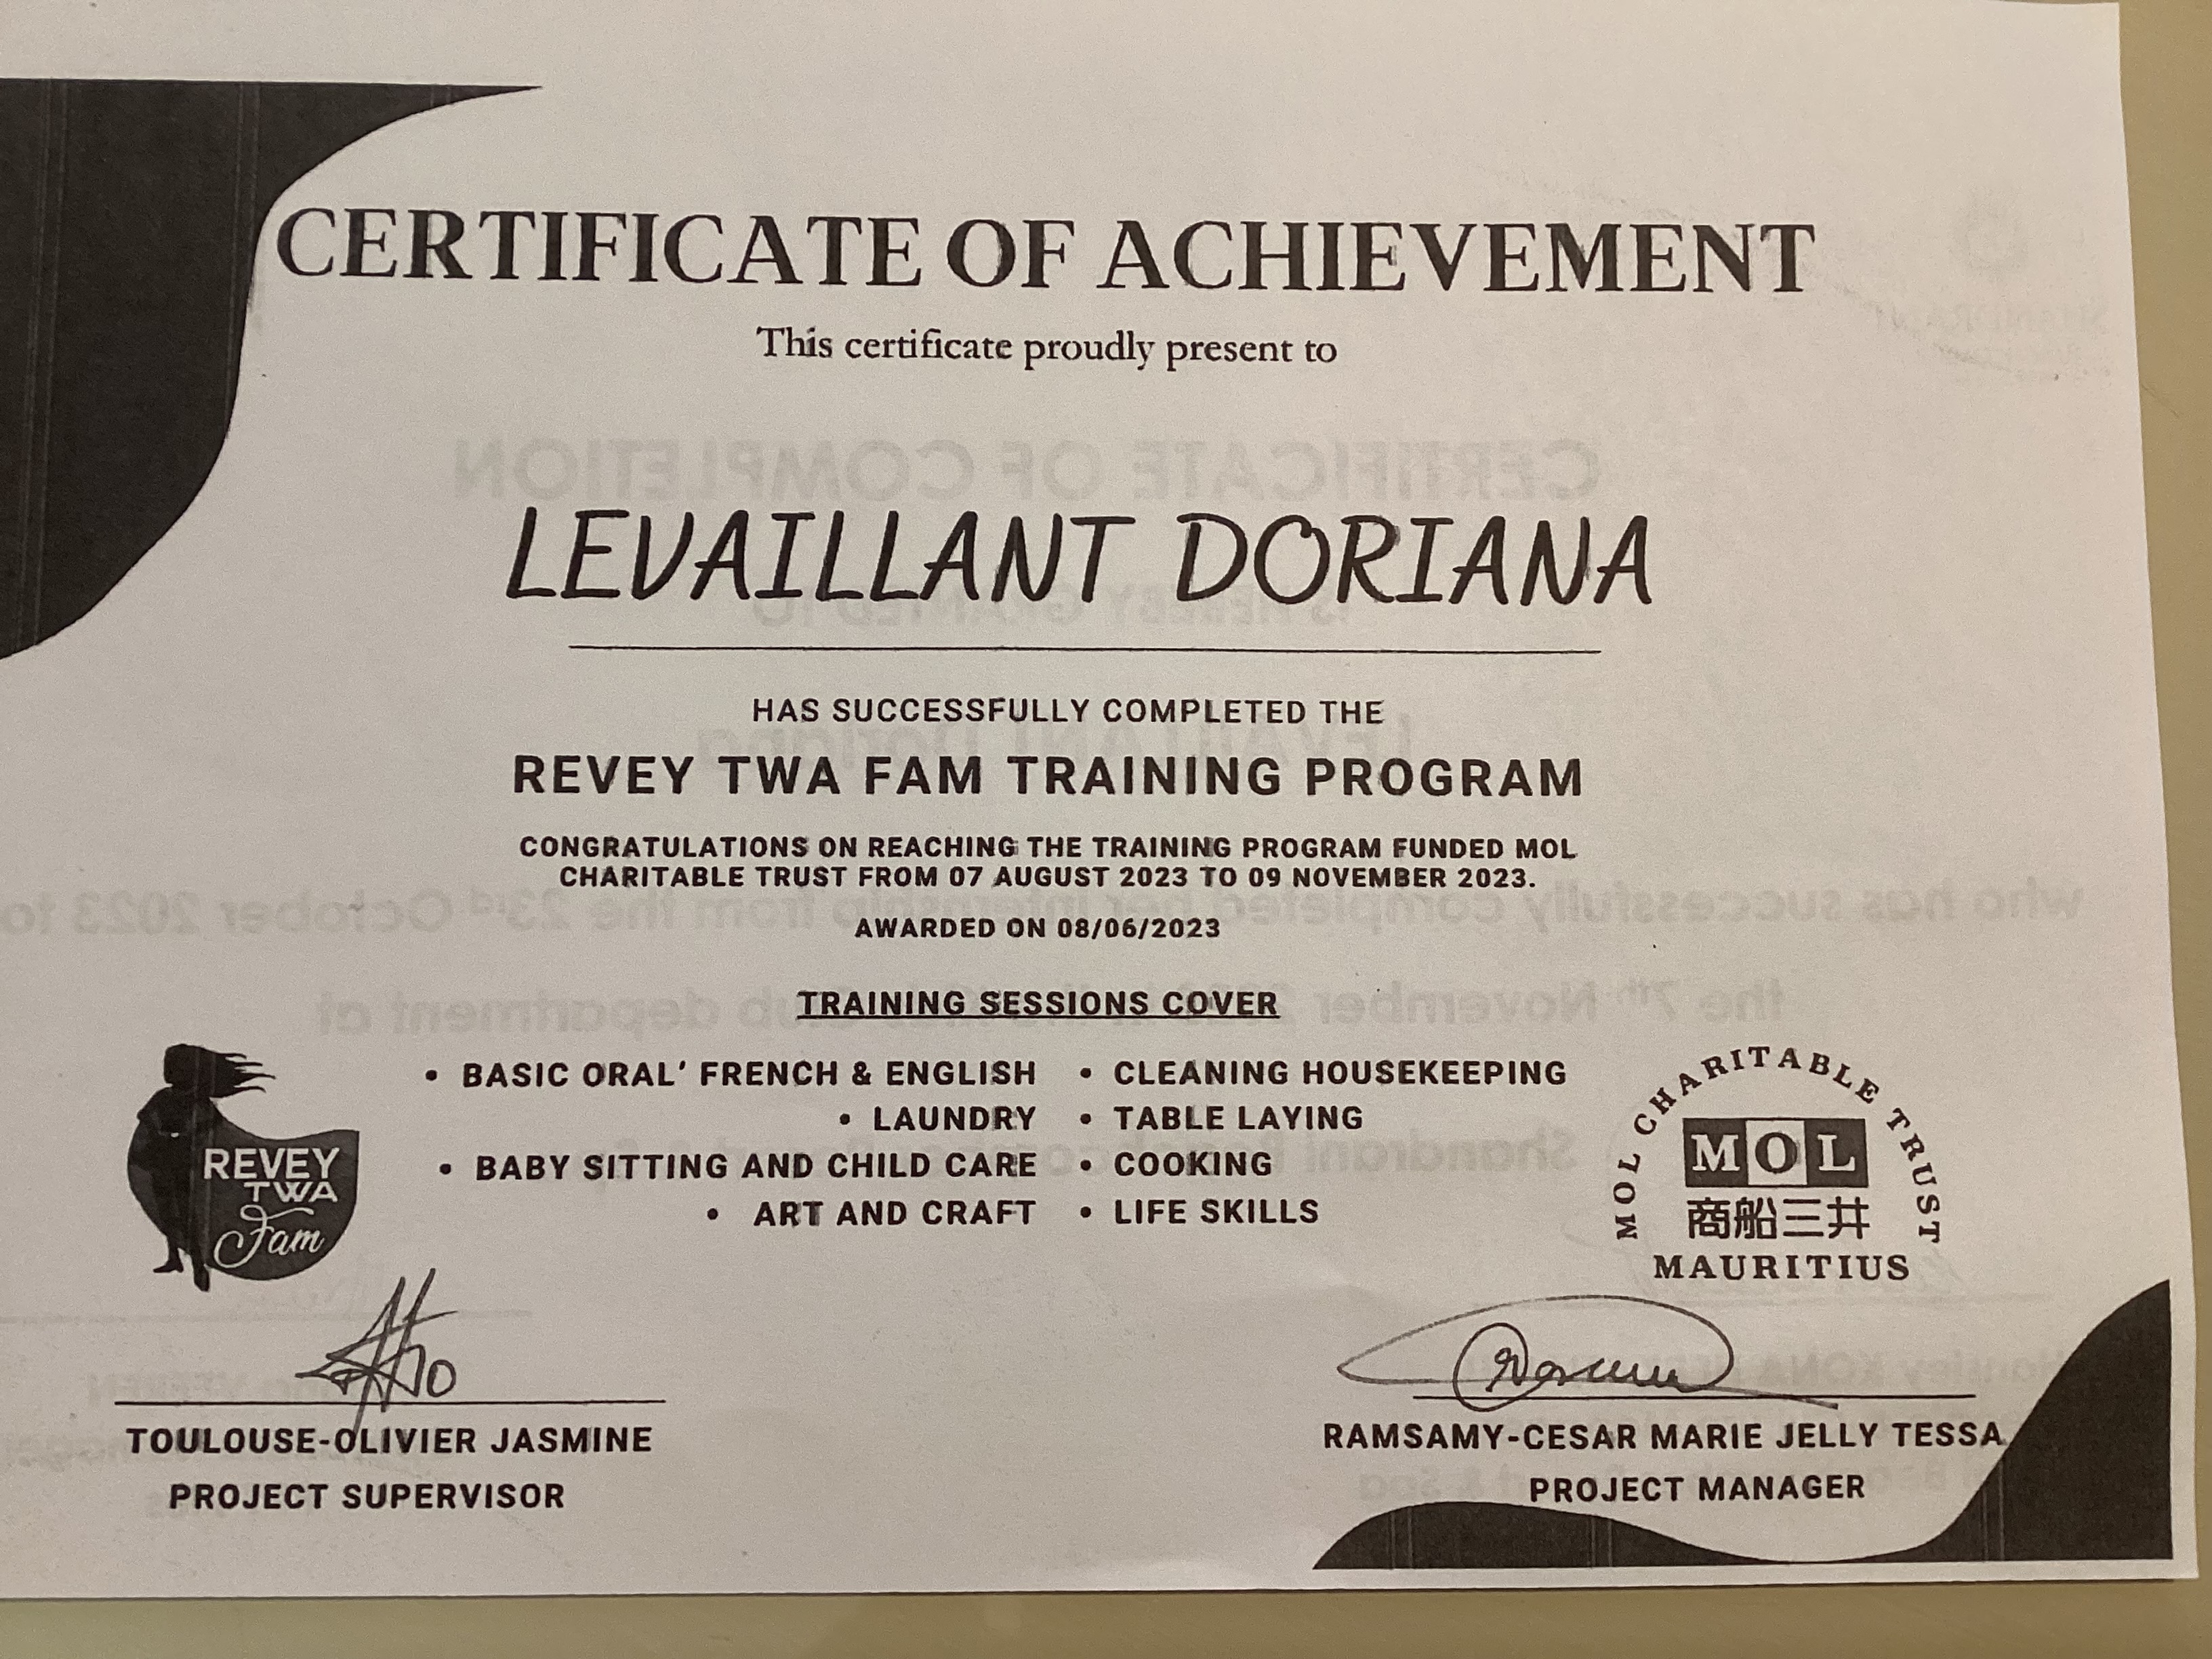 CERTIFICATE OF ACHIEVEMENT
This certificate proudly present to
LEVAILLANT DORIANA
HAS SUCCESSFULLY COMPLETED THE
REVEY TWA FAM TRAINING PROGRAM
CONGRATULATIONS ON REACHING THE TRAINING PROGRAM FUNDED MOL
CHARITABLE TRUST FROM 07 AUGUST 2023 TO 09 NOVEMBER 2023.
AWARDED ON 08/06/2023
TRAINING SESSIONS COVER
• BASIC ORAL' FRENCH & ENGLISH
• LAUNDRY
• BABY SITTING AND CHILD CARE
• ART AND CRAFT
• CLEANING HOUSEKEEPING
• TABLE LAYING
• COOKING
• LIFE SKILLS
REVEY
TWA
Fam
MOL CHARITABLE TRUST
MOL
商船三井
MAURITIUS
TOULOUSE-OLIVIER JASMINE
PROJECT SUPERVISOR
RAMSAMY-CESAR MARIE JELLY TESSA
PROJECT MANAGER